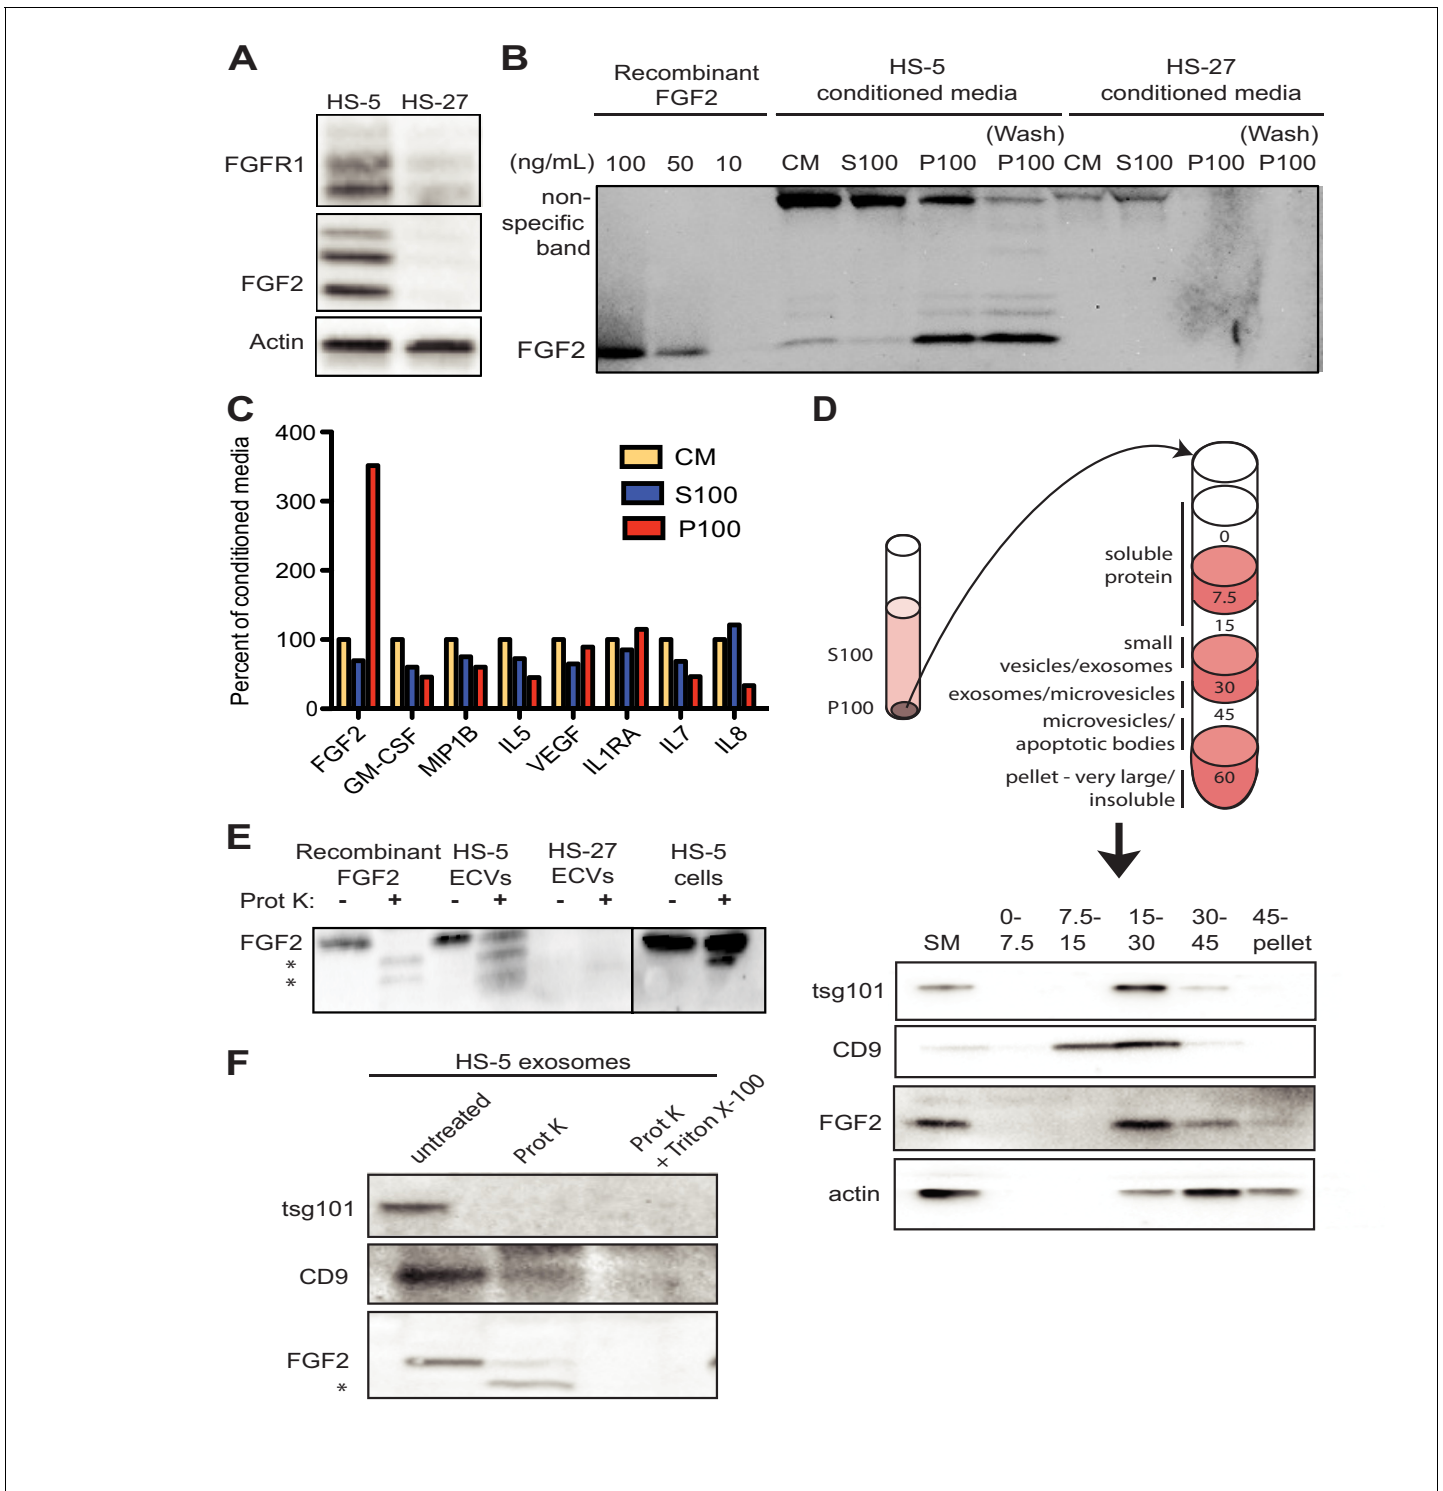 A
HS-5 HS-27
FGFR1
FGF2
Actin
B
Recombinant
FGF2
HS-5
conditioned media
HS-27
conditioned media
(Wash) (Wash)
(ng/mL) 100 50 10 CM S100 P100 P100 CM S100 P100 P100
non-
specific
band
FGF2
C
Percent of conditioned media
400
300
200
100
0
CM
S100
P100
FGF2 GM-CSF MIP1B IL5 VEGF IL1RA IL7 IL8
D
S100
P100
soluble
protein
small
vesicles/exosomes
exosomes/microvesicles
microvesicles/
apoptotic bodies
pellet - very large/
insoluble
0
7.5
15
30
45
60
0- 7.5- 15- 30- 45-
SM 7.5 15 30 45 pellet
tsg101
CD9
FGF2
actin
E
Recombinant HS-5 HS-27 HS-5
FGF2 ECVs ECVs cells
Prot K: - + - + - + - +
FGF2
*
*
F
HS-5 exosomes
untreated
Prot K
Prot K
+ Triton X-100
tsg101
CD9
FGF2
*